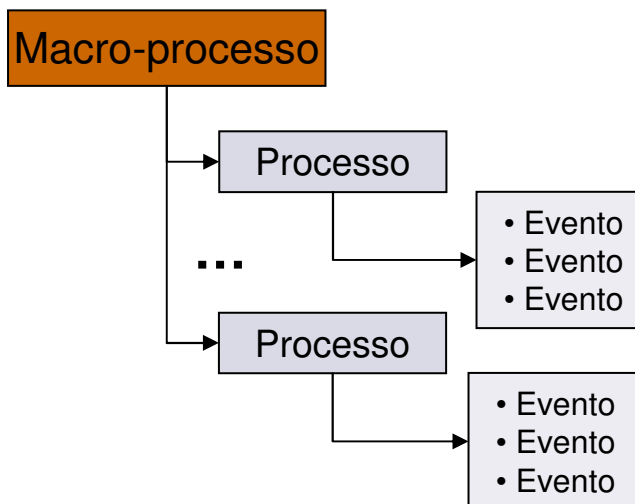 Macro-processo
Processo
• Evento
• Evento
• Evento
...
Processo
• Evento
• Evento
• Evento